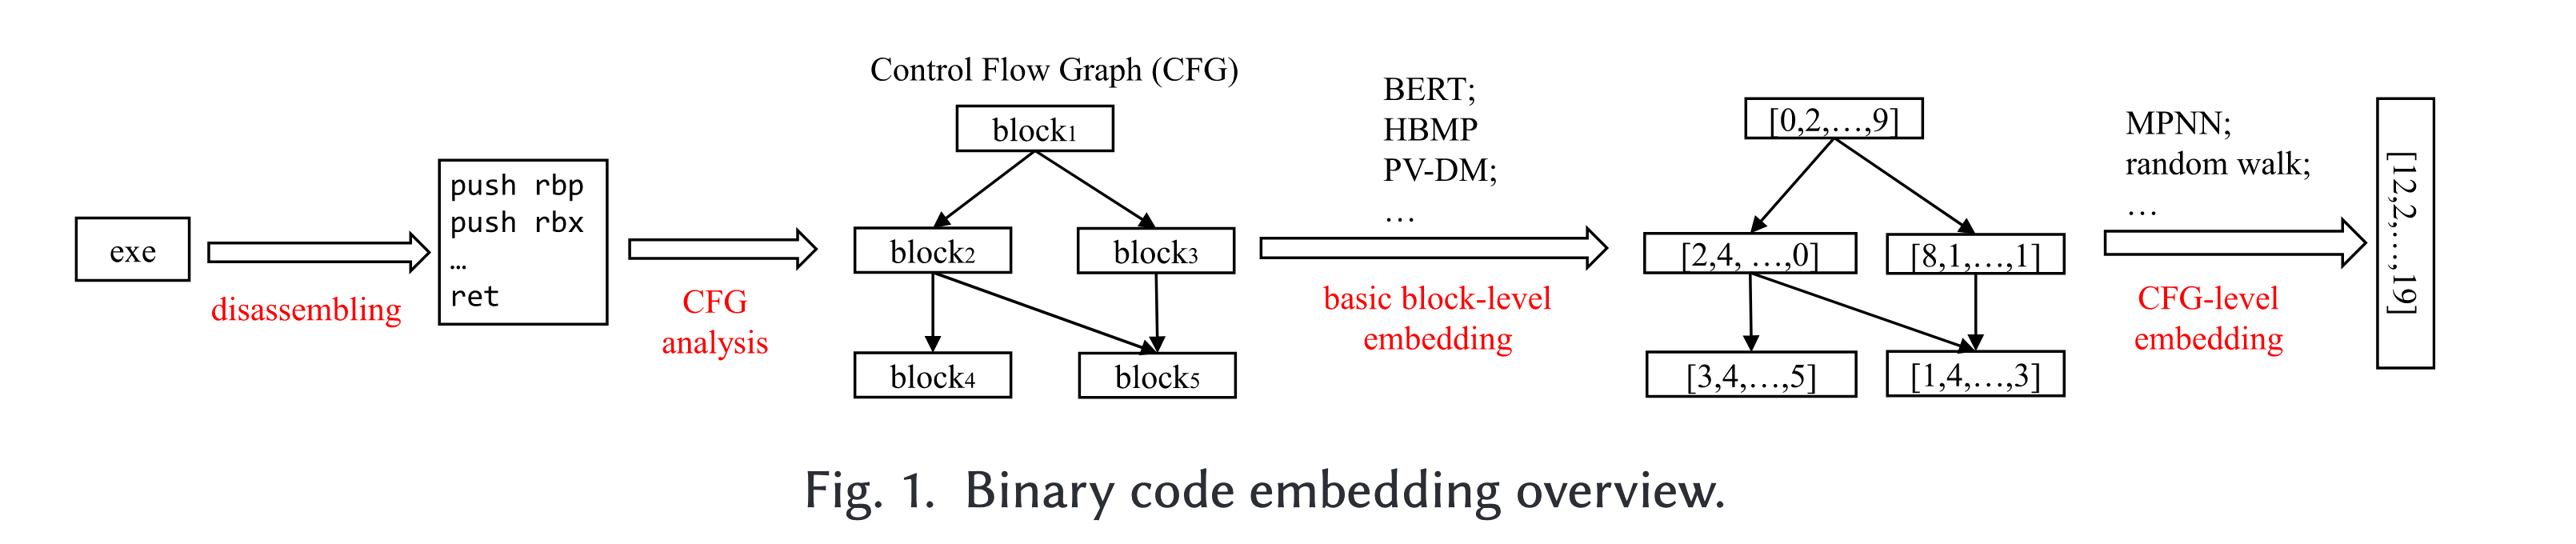 exe
disassembling
push rbp
push rbx
…
ret
CFG
analysis
Control Flow Graph (CFG)
block1
block2
block3
block4
block5
BERT;
HBMP
PV-DM;
…
basic block-level
embedding
[0,2,…,9]
[2,4, …,0]
[8,1,…,1]
[3,4,…,5]
[1,4,…,3]
MPNN;
random walk;
…
CFG-level
embedding
[12,2,…,19]
Fig. 1. Binary code embedding overview.